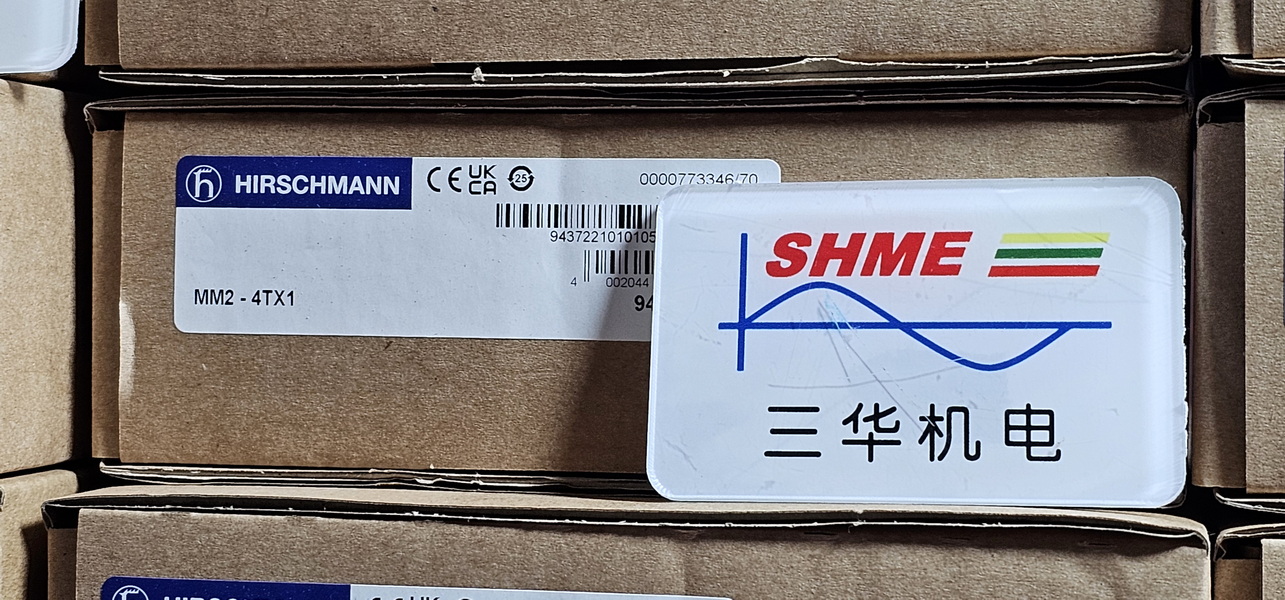 HIRSCHMANN
CE UK CA 25
0000773346/70
9437221010105
4 002044
MM2 - 4TX1
94
SHME
三华机电